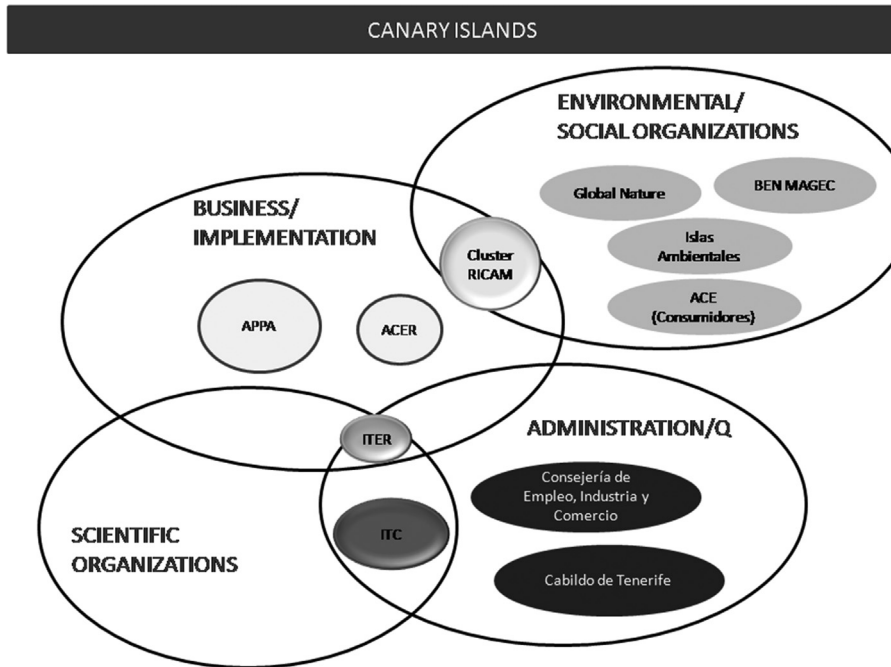 CANARY ISLANDS
ENVIRONMENTAL/
SOCIAL ORGANIZATIONS
Global Nature
BEN MAGEC
Islas
Ambientales
ACE
{Consumidores}
BUSINESS/
IMPLEMENTATION
Cluster
RICAM
APPA
ACER
ITER
ADMINISTRATION/Q
Consejería de
Empleo, Industria y
Comercio
Cabildo de Tenerife
ITC
SCIENTIFIC
ORGANIZATIONS